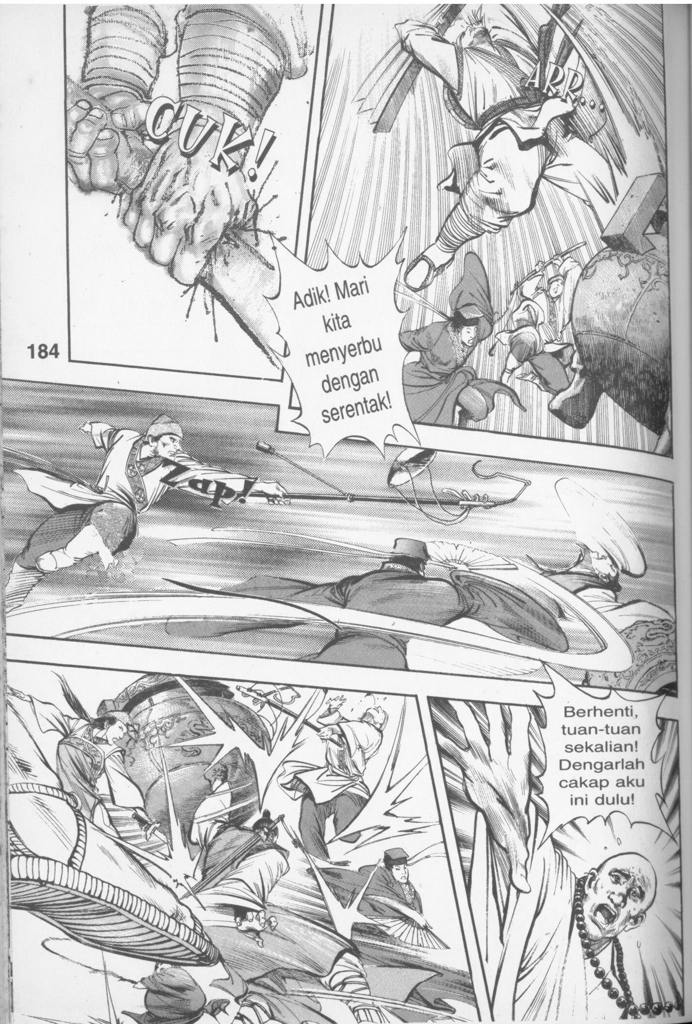 CUK!
ARR...
Adik! Mari
kita
menyerbu
dengan
serentak!
184
Zap!
Berhenti,
tuan-tuan
sekalian!
Dengarlah
cakap aku
ini dulu!